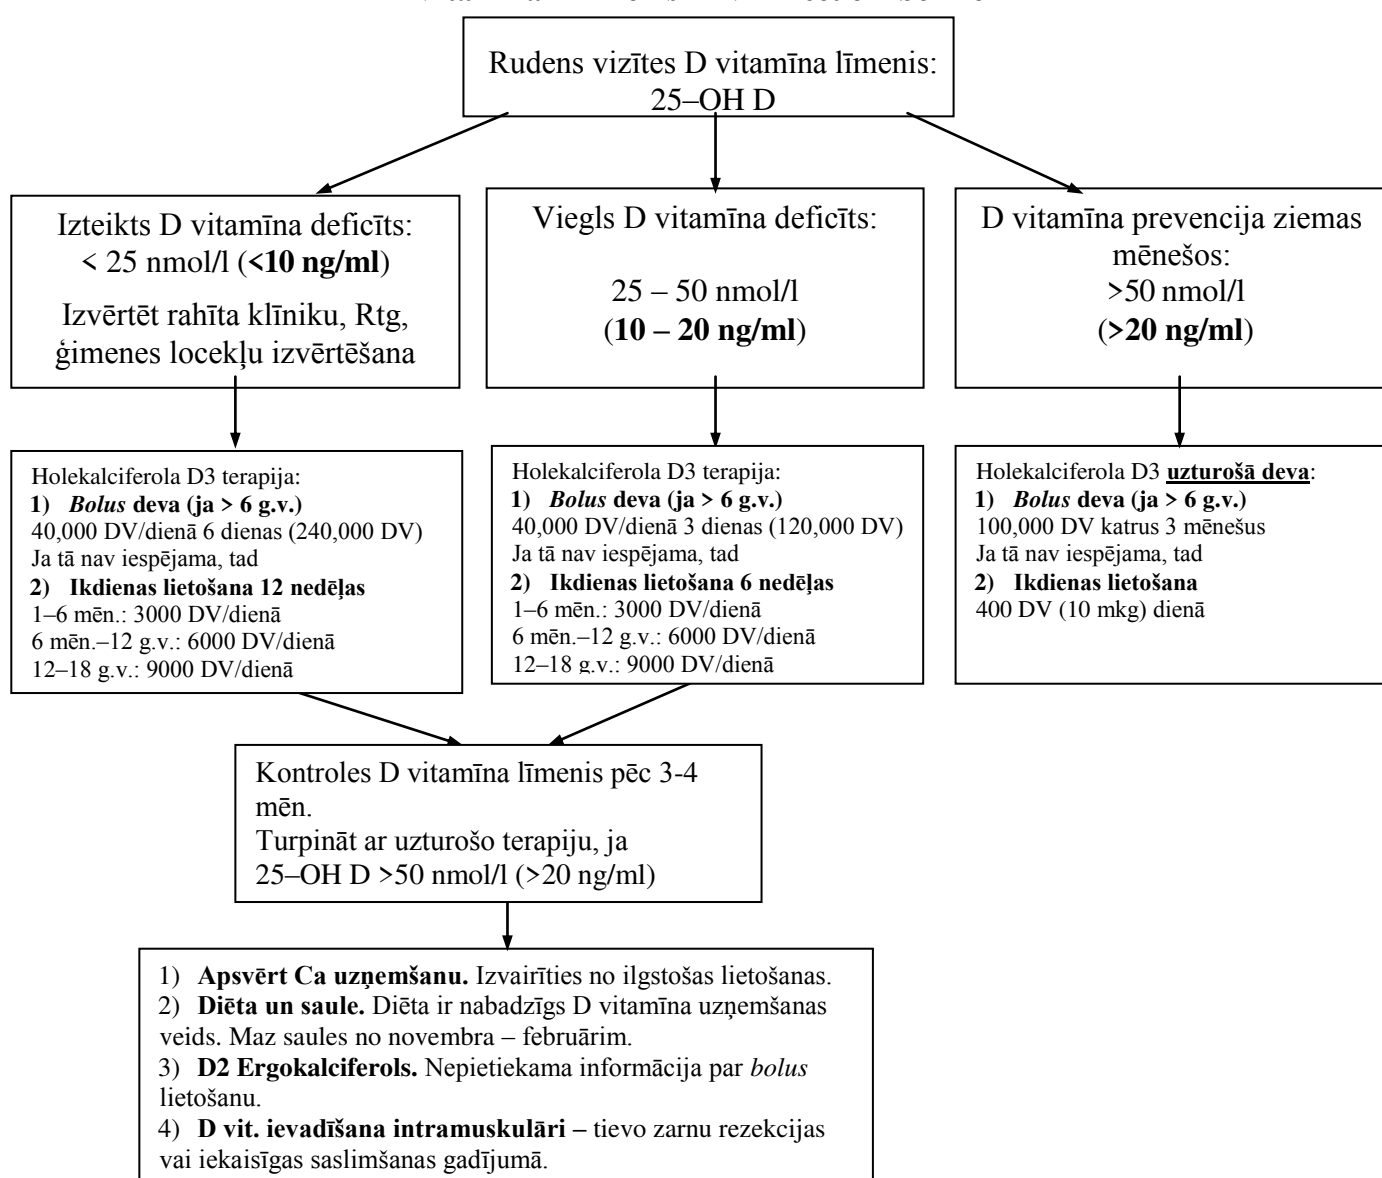 Rudens vizītes D vitamīna līmenis:
25–OH D
Izteikts D vitamīna deficīts:
< 25 nmol/l (<10 ng/ml)
Izvērtēt rahīta klīniku, Rtg,
ģimenes locekļu izvērtēšana
Viegls D vitamīna deficīts:
25 – 50 nmol/l
(10 – 20 ng/ml)
D vitamīna prevencija ziemas
mēnešos:
>50 nmol/l
(>20 ng/ml)
Holekalciferola D3 terapija:
1) Bolus deva (ja > 6 g.v.)
40,000 DV/dienā 6 dienas (240,000 DV)
Ja tā nav iespējama, tad
2) Ikdienas lietošana 12 nedēļas
1–6 mēn.: 3000 DV/dienā
6 mēn.–12 g.v.: 6000 DV/dienā
12–18 g.v.: 9000 DV/dienā
Holekalciferola D3 terapija:
1) Bolus deva (ja > 6 g.v.)
40,000 DV/dienā 3 dienas (120,000 DV)
Ja tā nav iespējama, tad
2) Ikdienas lietošana 6 nedēļas
1–6 mēn.: 3000 DV/dienā
6 mēn.–12 g.v.: 6000 DV/dienā
12–18 g.v.: 9000 DV/dienā
Holekalciferola D3 uzturošā deva:
1) Bolus deva (ja > 6 g.v.)
100,000 DV katrus 3 mēnešus
Ja tā nav iespējama, tad
2) Ikdienas lietošana
400 DV (10 mkg) dienā
Kontroles D vitamīna līmenis pēc 3-4
mēn.
Turpināt ar uzturošo terapiju, ja
25–OH D >50 nmol/l (>20 ng/ml)
1) Apsvērt Ca uzņemšanu. Izvairīties no ilgstošas lietošanas.
2) Diēta un saule. Diēta ir nabadzīgs D vitamīna uzņemšanas
veids. Maz saules no novembra – februārim.
3) D2 Ergokalciferols. Nepietiekama informācija par bolus
lietošanu.
4) D vit. ievadīšana intramuskulāri – tievo zarnu rezekcijas
vai iekaisīgas saslimšanas gadījumā.